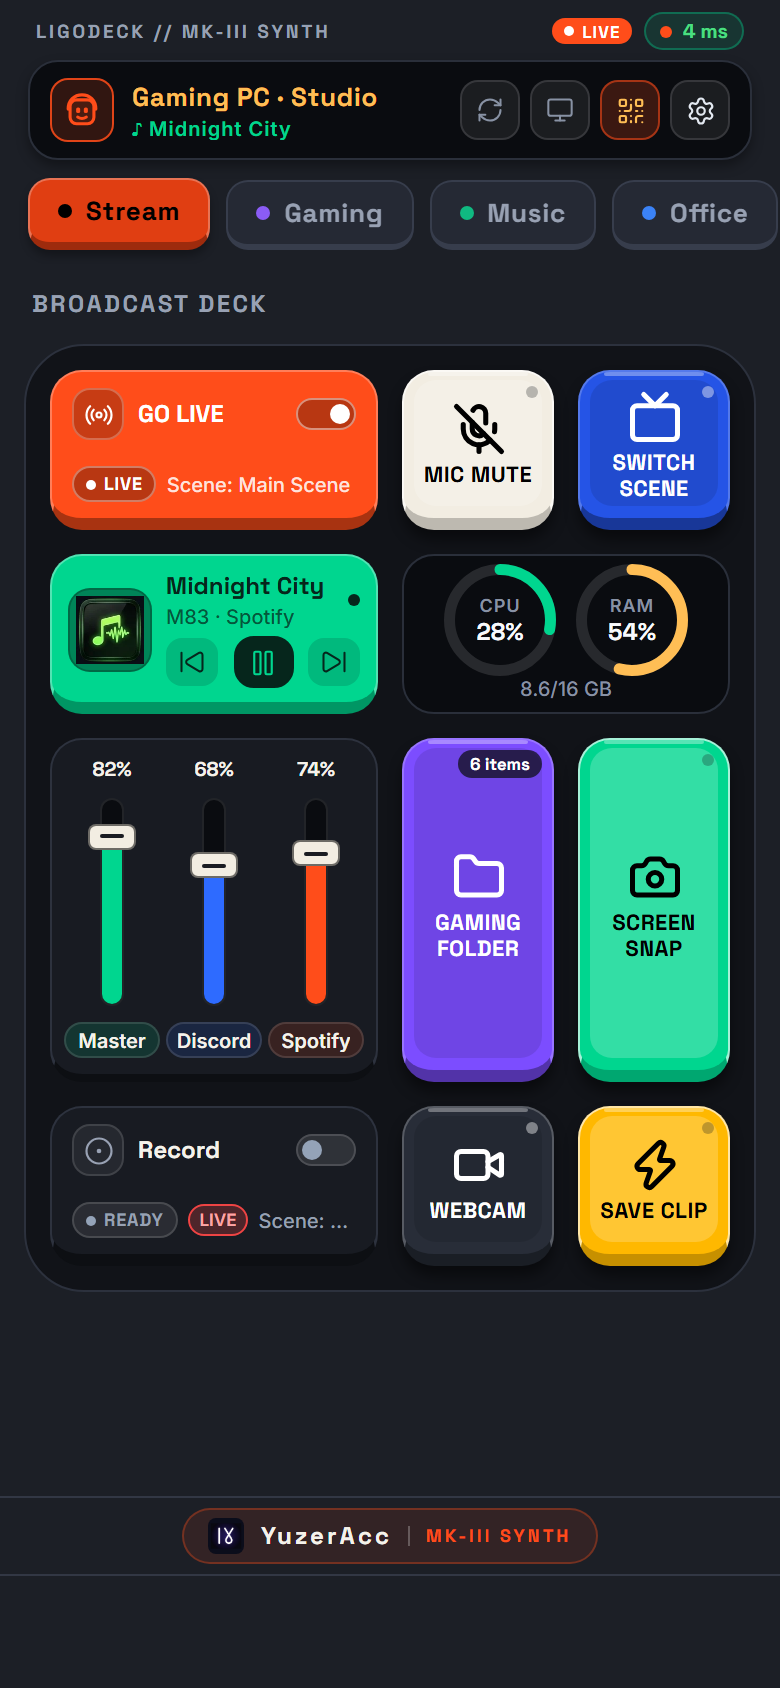 LIGODECK // MK-III SYNTH
LIVE
4 ms
Gaming PC · Studio
♪ Midnight City
Stream
Gaming
Music
Office
BROADCAST DECK
GO LIVE
LIVE
Scene: Main Scene
MIC MUTE
SWITCH
SCENE
Midnight City
M83 · Spotify
CPU
28%
RAM
54%
8.6/16 GB
82%
68%
74%
Master
Discord
Spotify
6 items
GAMING
FOLDER
SCREEN
SNAP
Record
READY
LIVE
Scene: ...
WEBCAM
SAVE CLIP
YuzerAcc
MK-III SYNTH